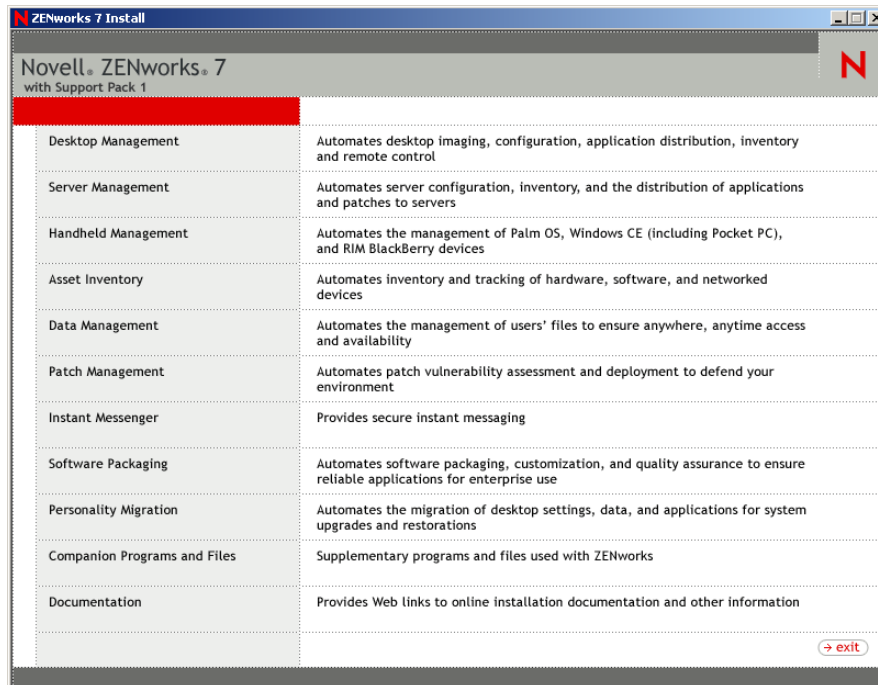 ZENworks 7 Install
Novell® ZENworks® 7
with Support Pack 1
N
Desktop Management
Automates desktop imaging, configuration, application distribution, inventory
and remote control
Server Management
Automates server configuration, inventory, and the distribution of applications
and patches to servers
Handheld Management
Automates the management of Palm OS, Windows CE (including Pocket PC),
and RIM BlackBerry devices
Asset Inventory
Automates inventory and tracking of hardware, software, and networked
devices
Data Management
Automates the management of users’ files to ensure anywhere, anytime access
and availability
Patch Management
Automates patch vulnerability assessment and deployment to defend your
environment
Instant Messenger
Provides secure instant messaging
Software Packaging
Automates software packaging, customization, and quality assurance to ensure
reliable applications for enterprise use
Personality Migration
Automates the migration of desktop settings, data, and applications for system
upgrades and restorations
Companion Programs and Files
Supplementary programs and files used with ZENworks
Documentation
Provides Web links to online installation documentation and other information
→ exit